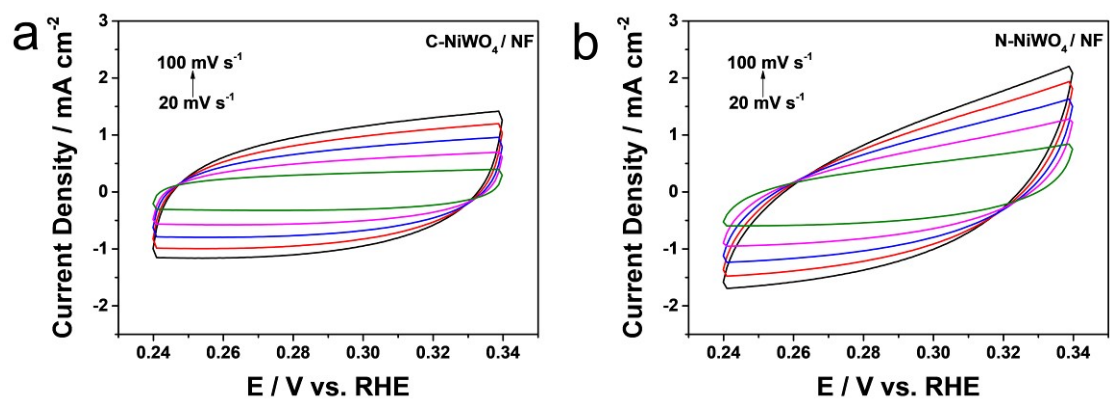 a
C-NiWO4 / NF
100 mV s-1
20 mV s-1
Current Density / mA cm-2
3
2
1
0
-1
-2
0.24 0.26 0.28 0.30 0.32 0.34
E / V vs. RHE
b
N-NiWO4 / NF
100 mV s-1
20 mV s-1
Current Density / mA cm-2
3
2
1
0
-1
-2
0.24 0.26 0.28 0.30 0.32 0.34
E / V vs. RHE